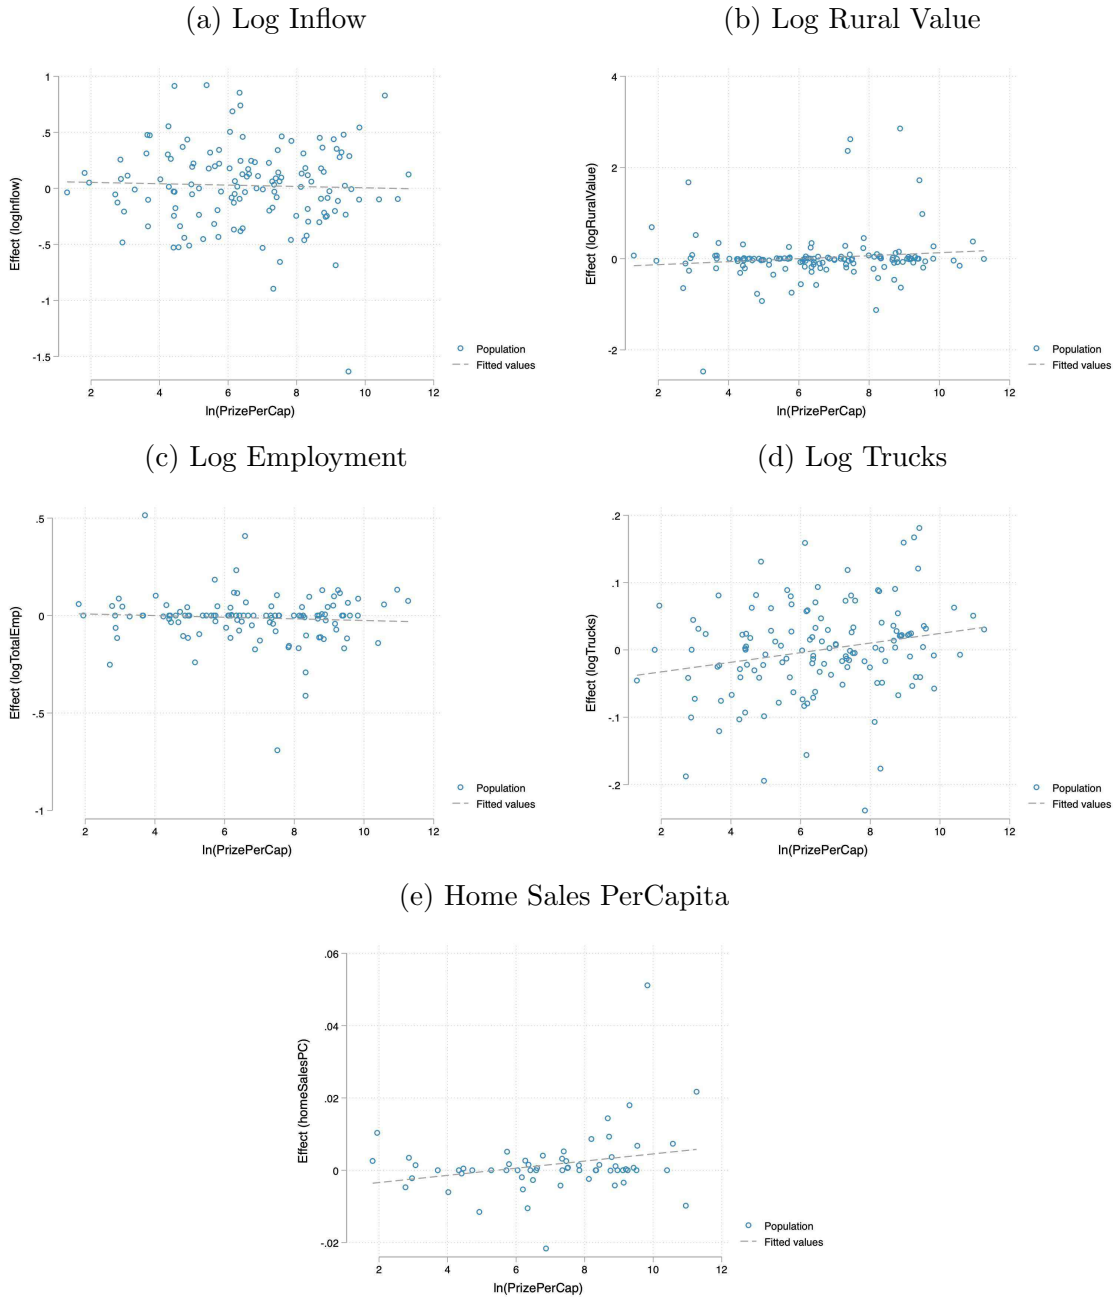 (a) Log Inflow
1
.5
0
-.5
-1
-1.5
Effect (logInflow)
2 4 6 8 10 12
ln(PrizePerCap)
Population
Fitted values
(b) Log Rural Value
4
2
0
-2
Effect (logRuralValue)
2 4 6 8 10 12
ln(PrizePerCap)
Population
Fitted values
(c) Log Employment
.5
0
-.5
-1
Effect (logTotalEmp)
2 4 6 8 10 12
ln(PrizePerCap)
Population
Fitted values
(d) Log Trucks
.2
.1
0
-.1
-.2
Effect (logTrucks)
2 4 6 8 10 12
ln(PrizePerCap)
Population
Fitted values
(e) Home Sales PerCapita
.06
.04
.02
0
-.02
Effect (homeSalesPC)
2 4 6 8 10 12
ln(PrizePerCap)
Population
Fitted values